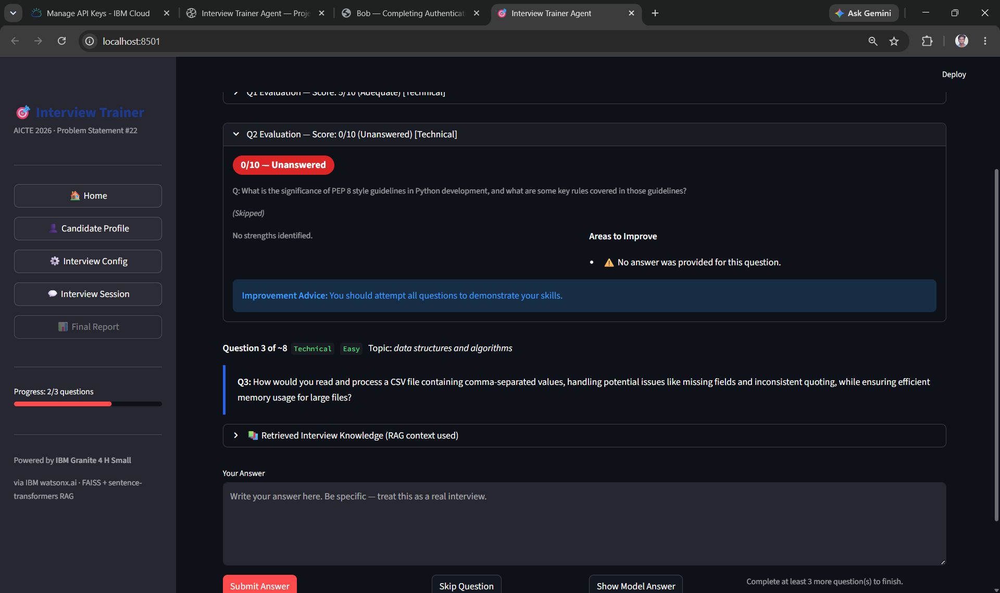 Manage API Keys - IBM Cloud
Interview Trainer Agent — Proje
Bob — Completing Authenticat
Interview Trainer Agent
Ask Gemini
localhost:8501
Deploy
Interview Trainer
AICTE 2026 · Problem Statement #22
Home
Candidate Profile
Interview Config
Interview Session
Final Report
Progress: 2/3 questions
Powered by IBM Granite 4 H Small
via IBM watsonx.ai · FAISS + sentence-
transformers RAG
Q1 Evaluation — Score: 5/10 (Adequate) [Technical]
Q2 Evaluation — Score: 0/10 (Unanswered) [Technical]
0/10 — Unanswered
Q: What is the significance of PEP 8 style guidelines in Python development, and what are some key rules covered in those guidelines?
(Skipped)
No strengths identified.
Areas to Improve
No answer was provided for this question.
Improvement Advice: You should attempt all questions to demonstrate your skills.
Question 3 of ~8 Technical Easy Topic: data structures and algorithms
Q3: How would you read and process a CSV file containing comma-separated values, handling potential issues like missing fields and inconsistent quoting, while ensuring efficient
memory usage for large files?
Retrieved Interview Knowledge (RAG context used)
Your Answer
Write your answer here. Be specific — treat this as a real interview.
Submit Answer
Skip Question
Show Model Answer
Complete at least 3 more question(s) to finish.